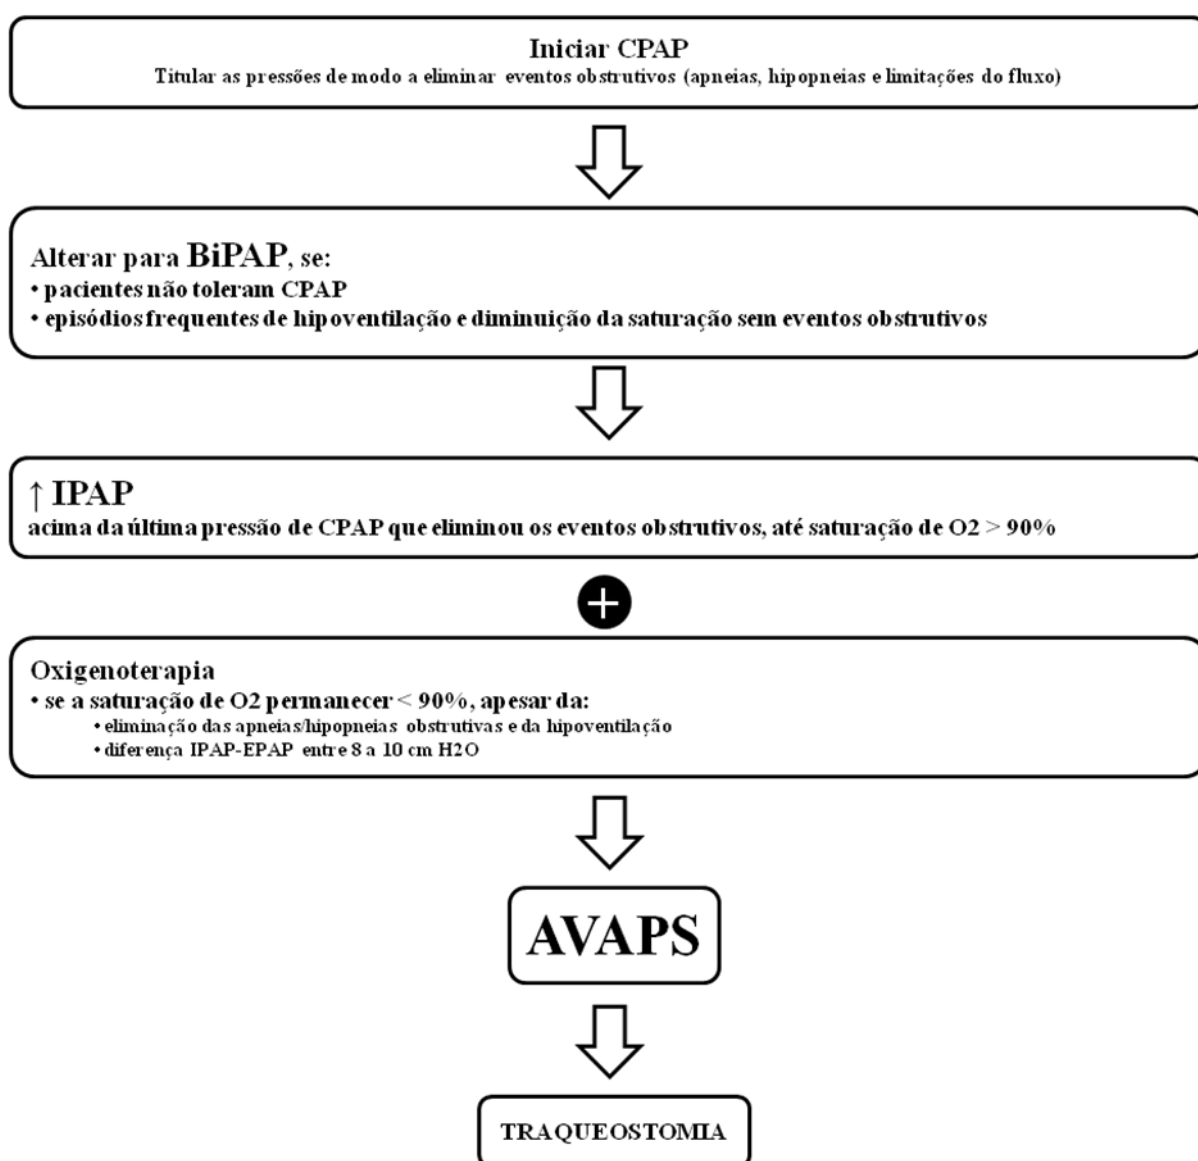 Iniciar CPAP
Titular as pressões de modo a eliminar eventos obstrutivos (apneias, hipopneias e limitações do fluxo)
Alterar para BiPAP, se:
• pacientes não toleram CPAP
• episódios frequentes de hipoventilação e diminuição da saturação sem eventos obstrutivos
↑ IPAP
acima da última pressão de CPAP que eliminou os eventos obstrutivos, até saturação de O2 > 90%
+
Oxigenoterapia
• se a saturação de O2 permanecer < 90%, apesar da:
• eliminação das apneias/hipopneias obstrutivas e da hipoventilação
• diferença IPAP-EPAP entre 8 a 10 cm H2O
AVAPS
TRAQUEOSTOMIA